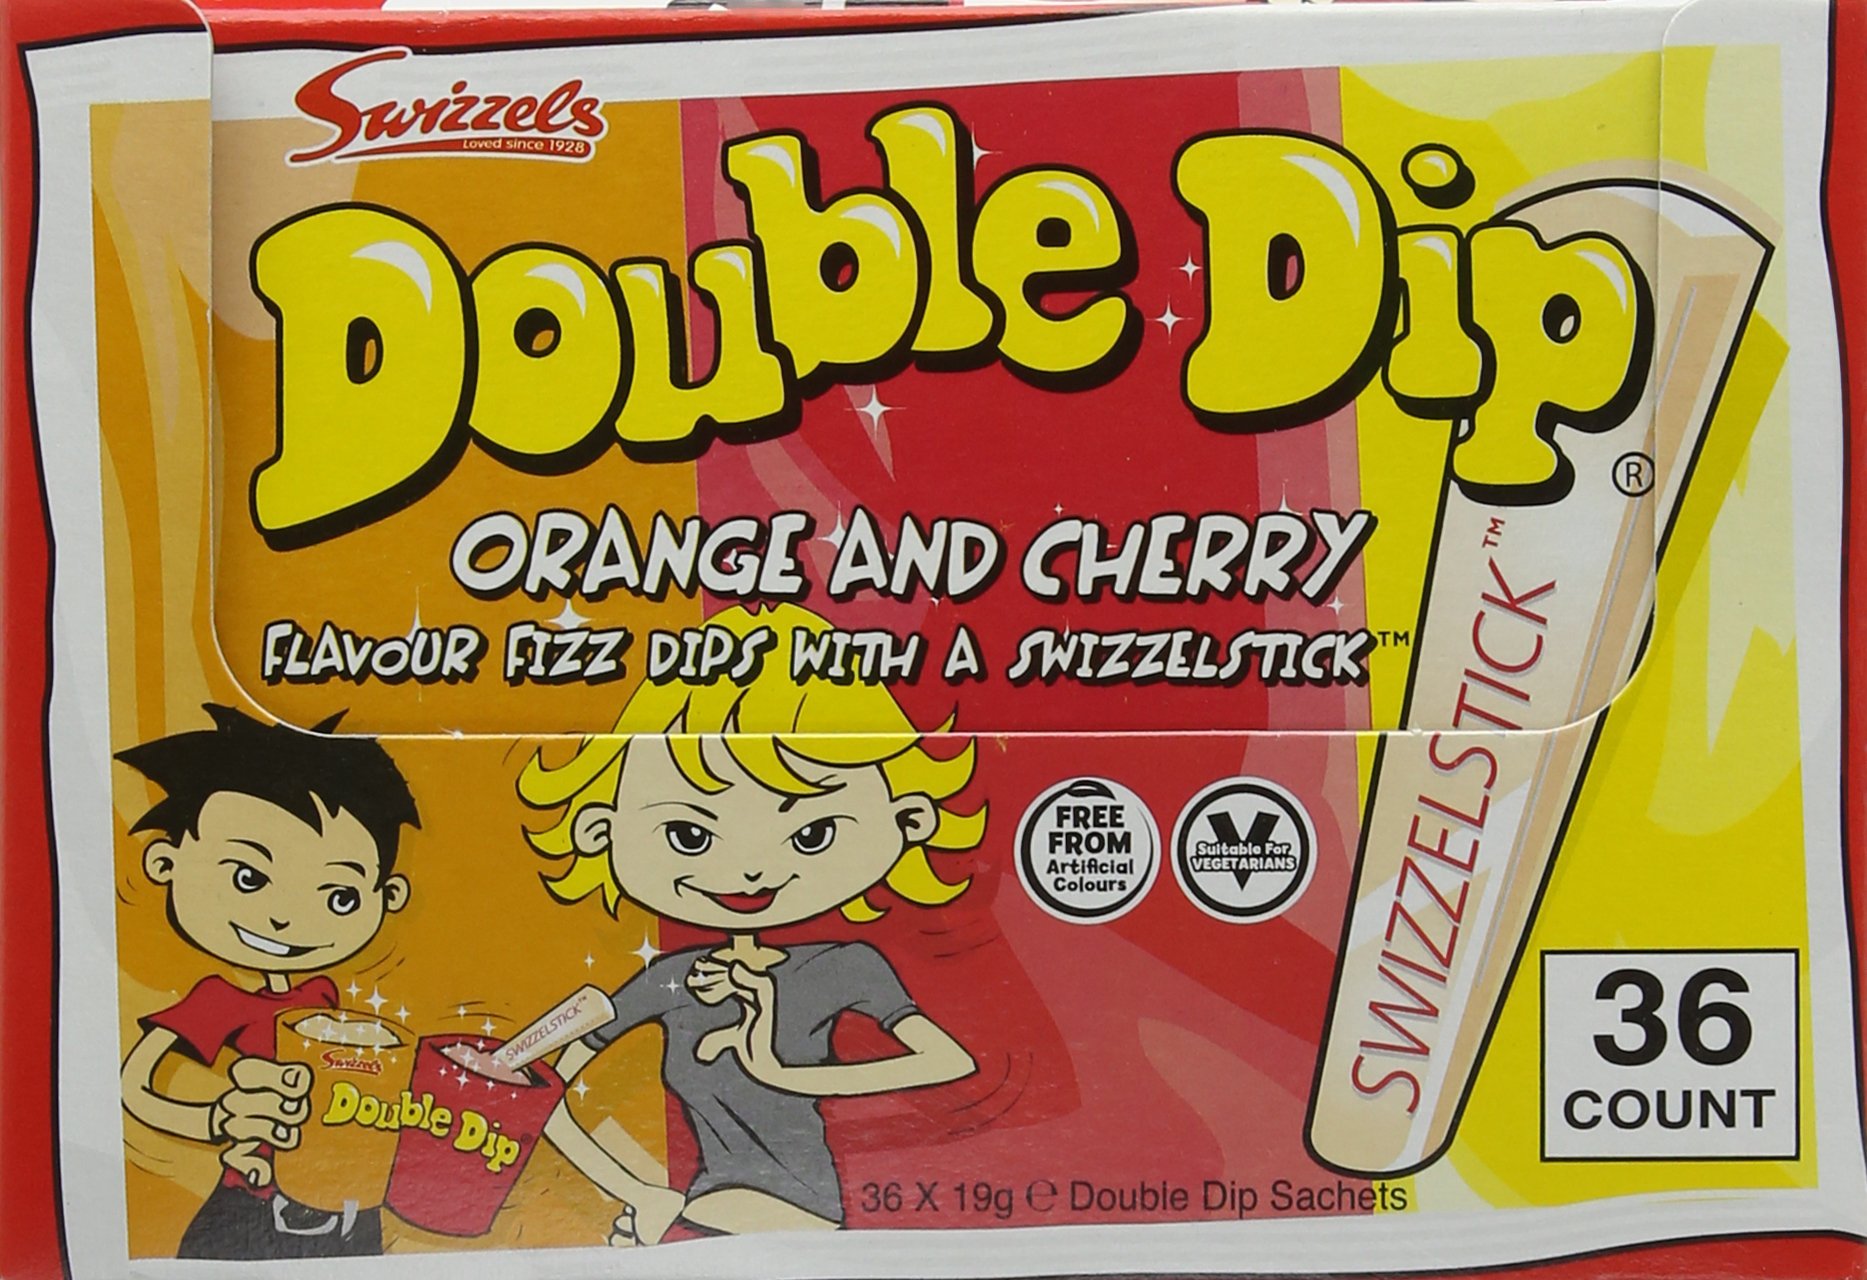 Swizzels
Loved since 1928
Double Dip®
ORANGE AND CHERRY
FLAVOUR FIZZ DIPS WITH A SWIZZELSTICK™
SWIZZELSTICK™
FREE
FROM
Artificial
Colours
V
Suitable For
VEGETARIANS
SWIZZELSTICK™
Swizzels
Double Dip®
36
COUNT
36 X 19g ℮ Double Dip Sachets